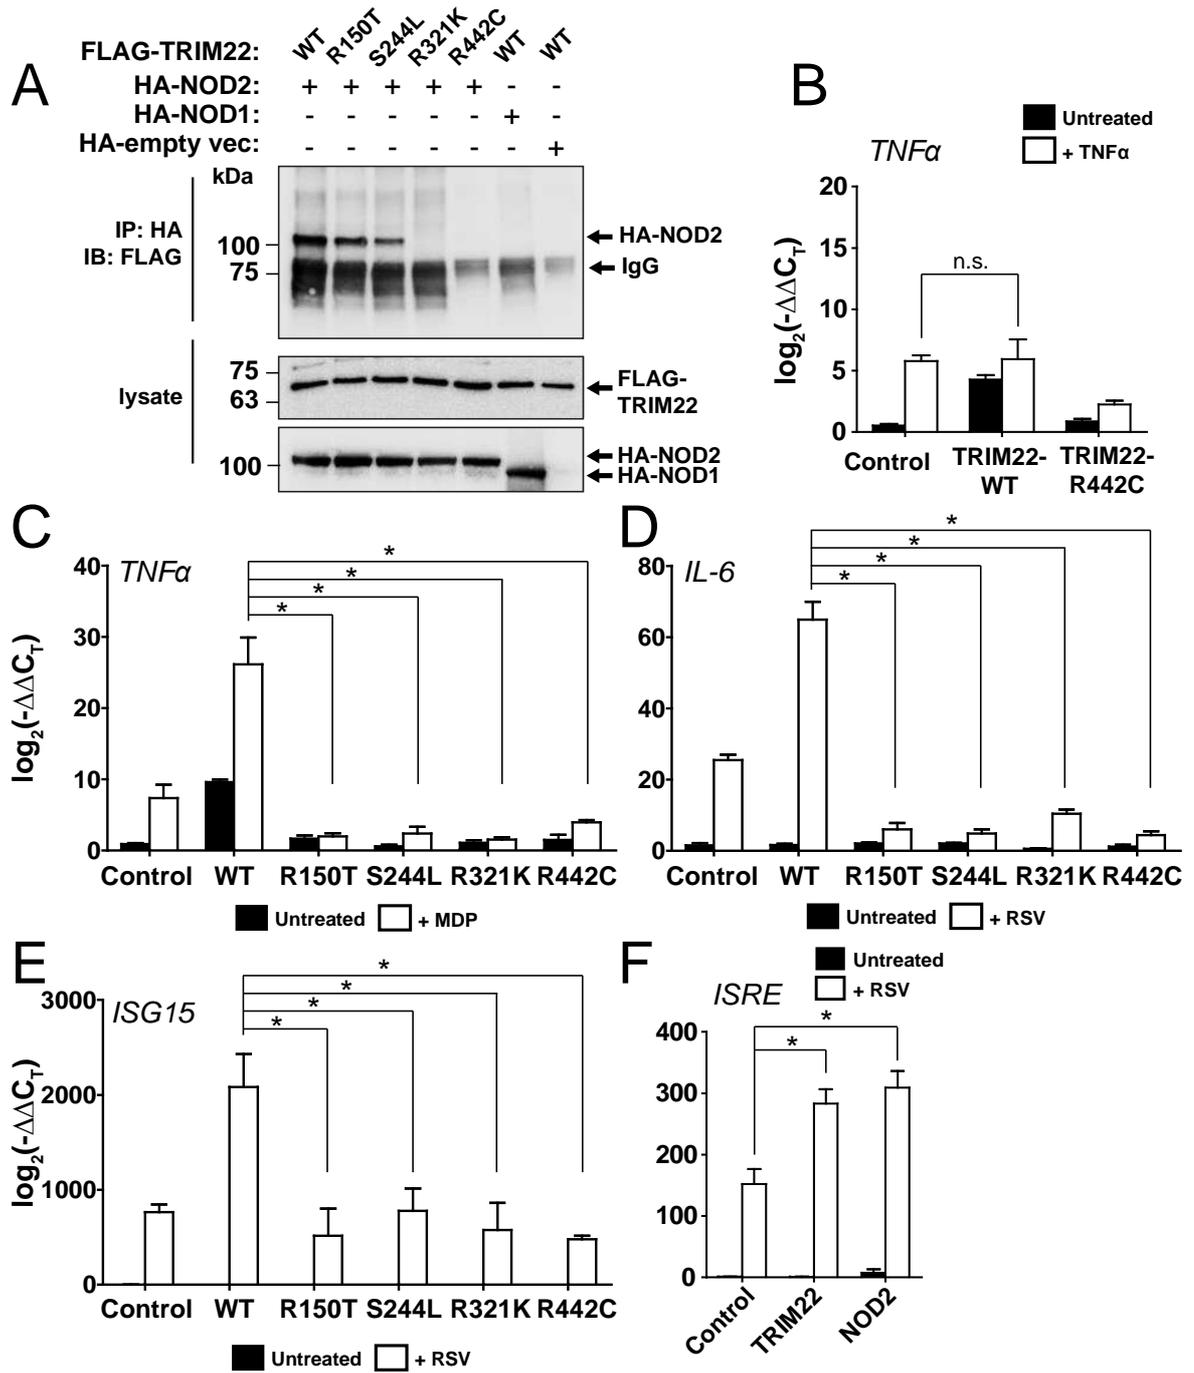 A
FLAG-TRIM22: WT R150T S244L R321K R442C WT WT
HA-NOD2: + + + + + - -
HA-NOD1: - - - - - + -
HA-empty vec: - - - - - - +
kDa
IP: HA
IB: FLAG
100
75
HA-NOD2
IgG
lysate
75
63
FLAG-
TRIM22
100
HA-NOD2
HA-NOD1
B
Untreated
+ TNFα
TNFα
log2(-ΔΔCT)
20
15
10
5
0
n.s.
Control
TRIM22-
WT
TRIM22-
R442C
C
TNFα
log2(-ΔΔCT)
40
30
20
10
0
*
*
*
*
Control WT R150T S244L R321K R442C
Untreated + MDP
D
IL-6
80
60
40
20
0
*
*
*
*
Control WT R150T S244L R321K R442C
Untreated + RSV
E
ISG15
log2(-ΔΔCT)
3000
2000
1000
0
*
*
*
*
Control WT R150T S244L R321K R442C
Untreated + RSV
F
Untreated
+ RSV
ISRE
400
300
200
100
0
*
*
Control
TRIM22
NOD2